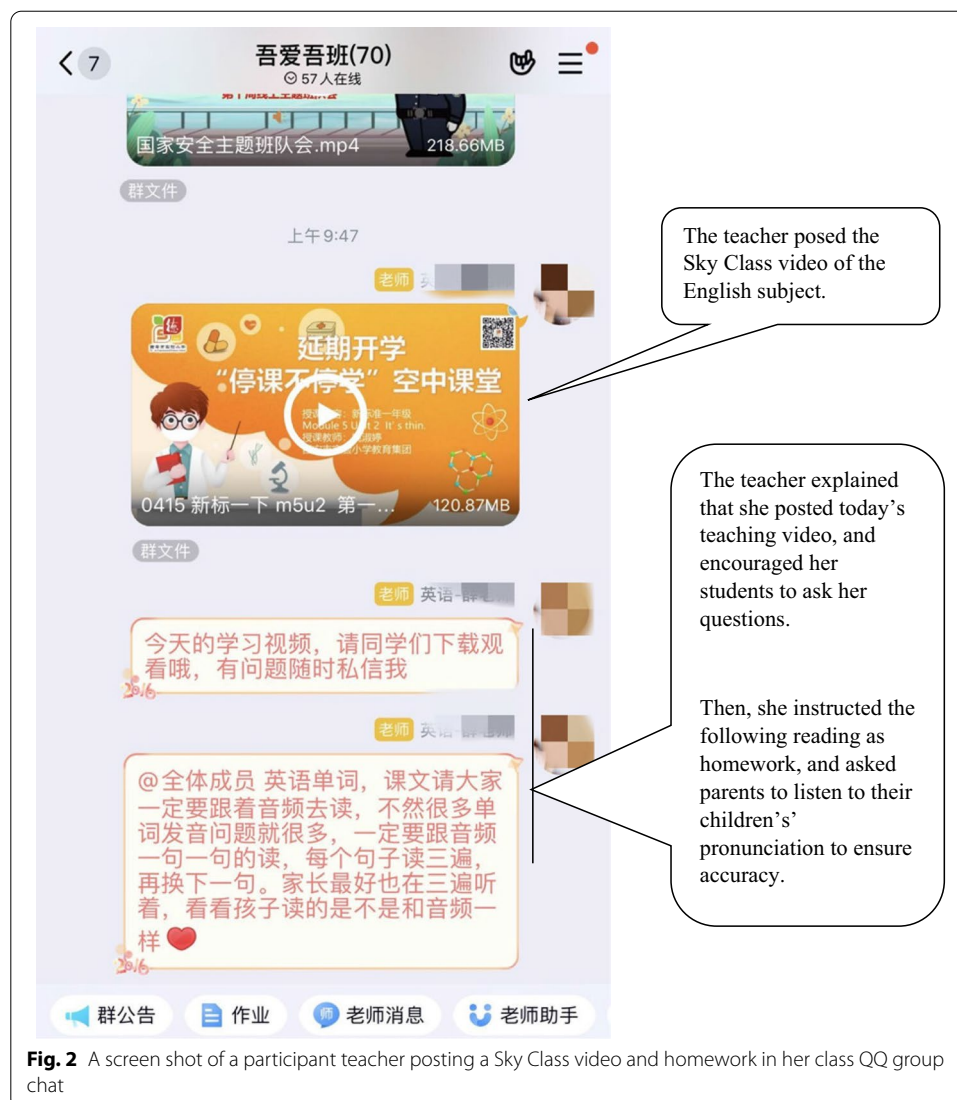 7
吾爱吾班(70)
57人在线
国家安全主题班队会.mp4
218.66MB
群文件
上午9:47
老师
延期开学
“停课不停学”空中课堂
Module 5 Unit 2 It's thin.
0415 新标一下 m5u2 第一...
120.87MB
群文件
老师 英语-
今天的学习视频，请同学们下载观
看哦，有问题随时私信我
老师
@全体成员 英语单词，课文请大家
一定要跟着音频去读，不然很多单
词发音问题就很多，一定要跟音频
一句一句的读，每个句子读三遍，
再换下一句。家长最好也在三遍听
着，看看孩子读的是不是和音频一
样
群公告
作业
师
老师消息
老师助手
The teacher posed the
Sky Class video of the
English subject.
The teacher explained
that she posted today’s
teaching video, and
encouraged her
students to ask her
questions.
Then, she instructed the
following reading as
homework, and asked
parents to listen to their
children’s’
pronunciation to ensure
accuracy.
Fig. 2 A screen shot of a participant teacher posting a Sky Class video and homework in her class QQ group
chat